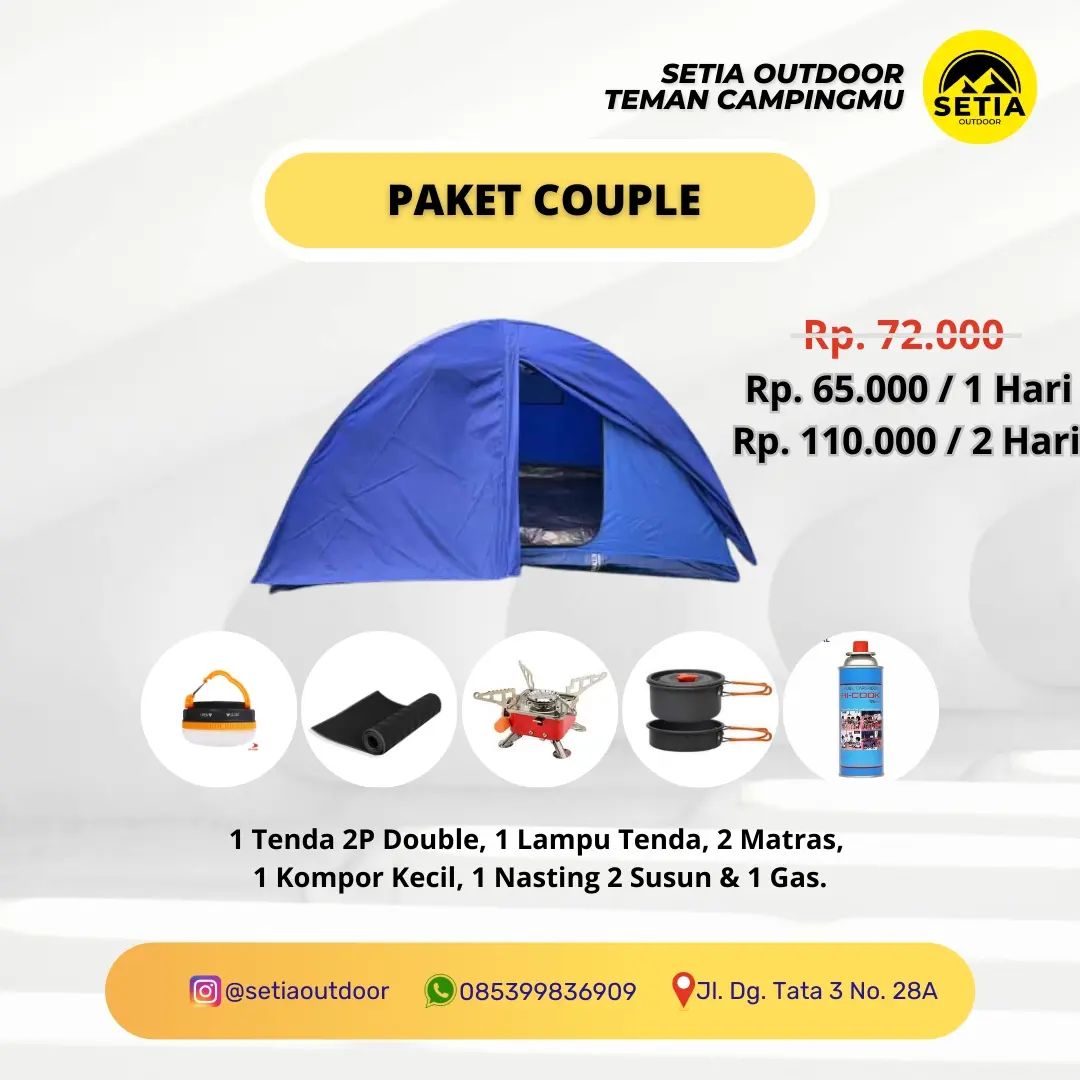 SETIA OUTDOOR
TEMAN CAMPINGMU
SETIA
OUTDOOR
PAKET COUPLE
Rp. 72.000
Rp. 65.000 / 1 Hari
Rp. 110.000 / 2 Hari
HI-COOK
1 Tenda 2P Double, 1 Lampu Tenda, 2 Matras,
1 Kompor Kecil, 1 Nasting 2 Susun & 1 Gas.
@setiaoutdoor
085399836909
Jl. Dg. Tata 3 No. 28A